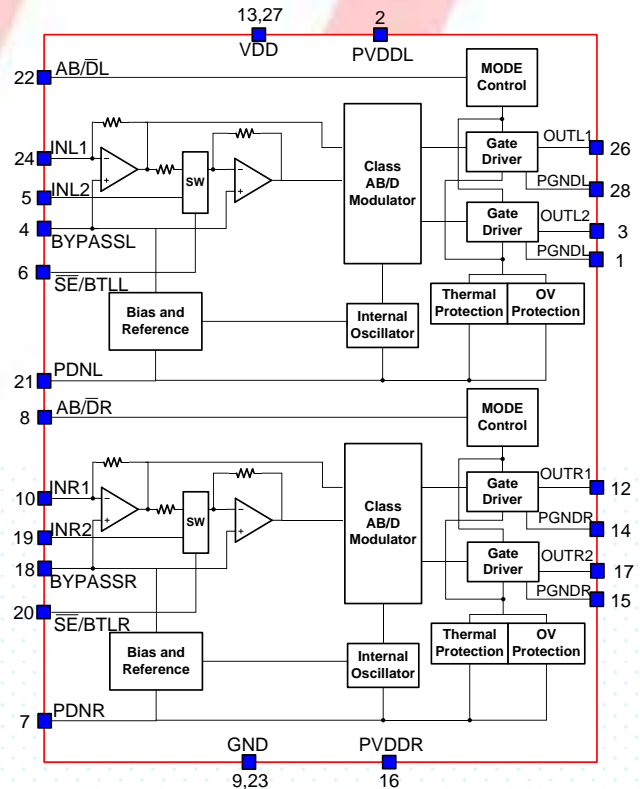 13,27
2
VDD
PVDDL
22
AB/D̅L
MODE
Control
24
INL1
−
+
SW
−
+
Class
AB/D
Modulator
Gate
Driver
OUTL1
26
PGNDL
28
5
INL2
4
BYPASSL
Gate
Driver
OUTL2
3
PGNDL
1
6
S̅E̅/BTLL
Bias and
Reference
Internal
Oscillator
Thermal
Protection
OV
Protection
21
PDNL
8
AB/D̅R
MODE
Control
10
INR1
−
+
SW
−
+
Class
AB/D
Modulator
Gate
Driver
OUTR1
12
PGNDR
14
19
INR2
18
BYPASSR
Gate
Driver
OUTR2
17
PGNDR
15
20
S̅E̅/BTLR
Bias and
Reference
Internal
Oscillator
Thermal
Protection
OV
Protection
7
PDNR
GND
PVDDR
9,23
16